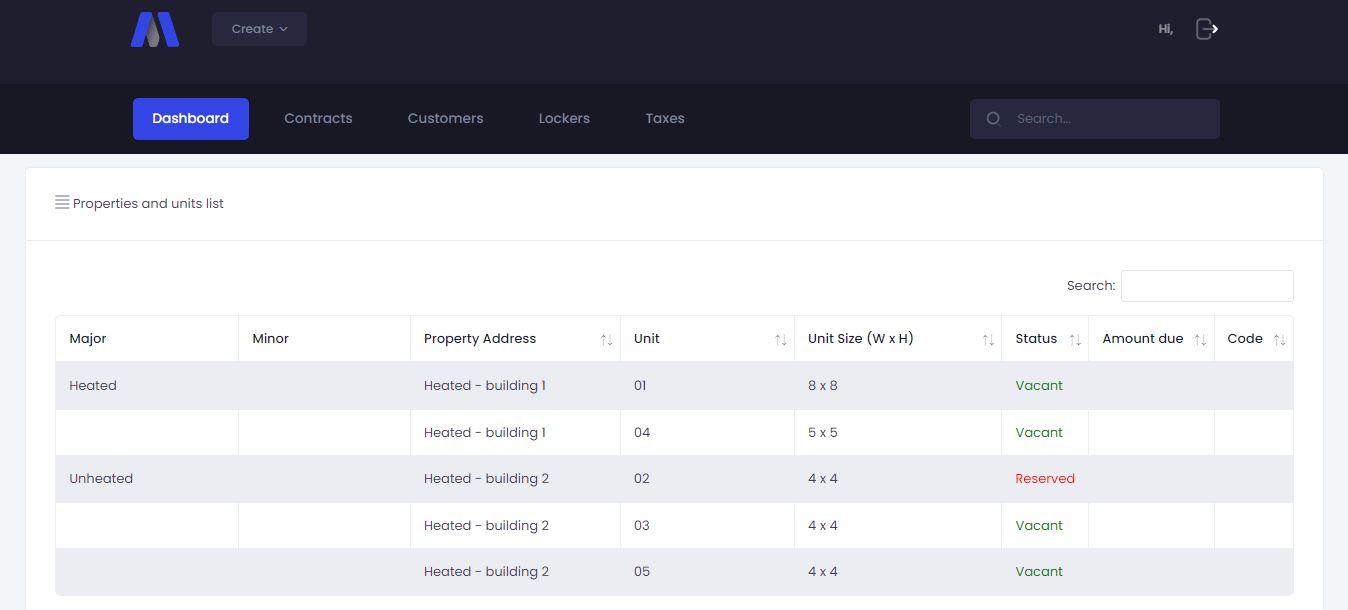 Create
Hi,
Dashboard Contracts Customers Lockers Taxes Search...
Properties and units list
Search:
Major Minor Property Address Unit Unit Size (W x H) Status Amount due Code
Heated Heated - building 1 01 8 x 8 Vacant
Heated - building 1 04 5 x 5 Vacant
Unheated Heated - building 2 02 4 x 4 Reserved
Heated - building 2 03 4 x 4 Vacant
Heated - building 2 05 4 x 4 Vacant